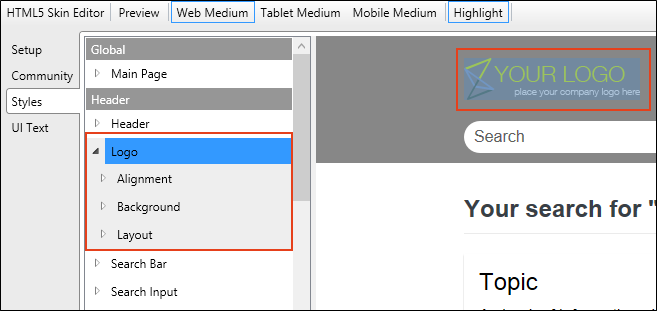 HTML5 Skin Editor Preview Web Medium Tablet Medium Mobile Medium Highlight
Setup
Community
Styles
UI Text
Global
Main Page
Header
Header
Logo
Alignment
Background
Layout
Search Bar
Search Input
YOUR LOGO
place your company logo here
Search
Your search for "
Topic